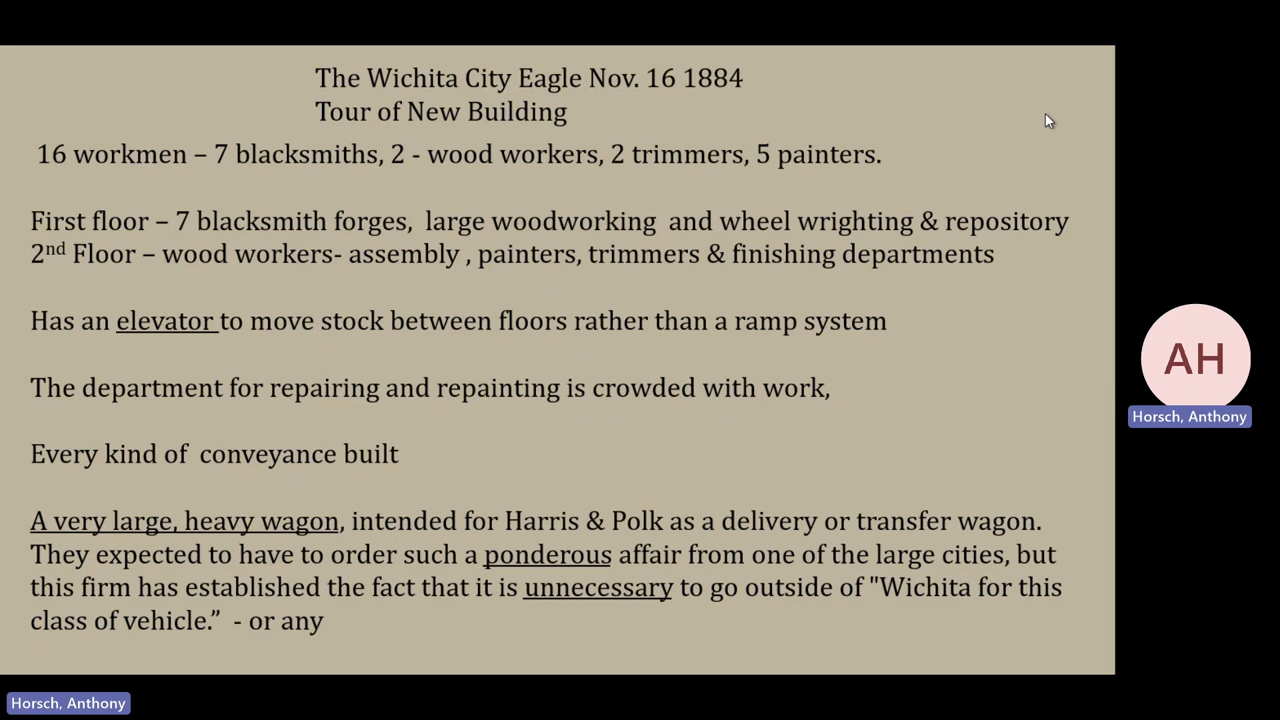 The Wichita City Eagle Nov. 16 1884
Tour of New Building
16 workmen – 7 blacksmiths, 2 - wood workers, 2 trimmers, 5 painters.
First floor – 7 blacksmith forges,  large woodworking  and wheel wrighting & repository
2nd Floor – wood workers- assembly , painters, trimmers & finishing departments
Has an elevator to move stock between floors rather than a ramp system
The department for repairing and repainting is crowded with work,
Every kind of  conveyance built
A very large, heavy wagon, intended for Harris & Polk as a delivery or transfer wagon.
They expected to have to order such a ponderous affair from one of the large cities, but
this firm has established the fact that it is unnecessary to go outside of "Wichita for this
class of vehicle.”  - or any
AH
Horsch, Anthony
Horsch, Anthony